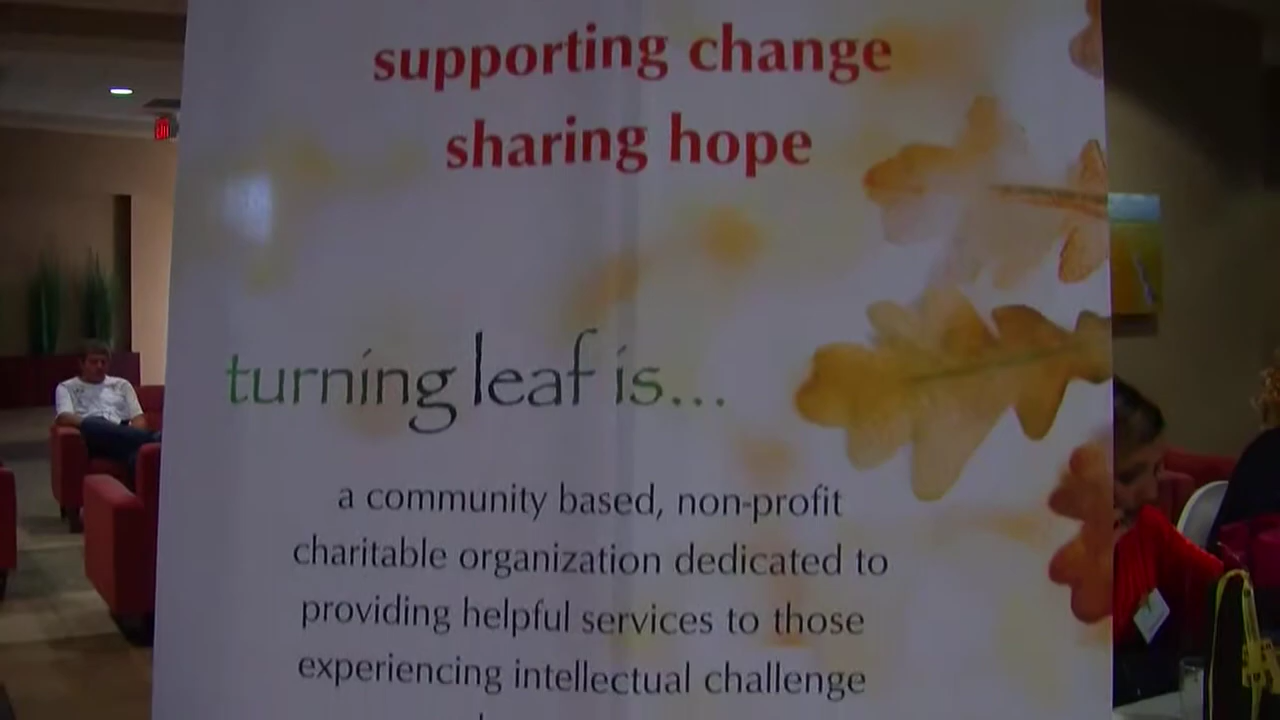 supporting change
sharing hope
turning leaf is...
a community based, non-profit
charitable organization dedicated to
providing helpful services to those
experiencing intellectual challenge